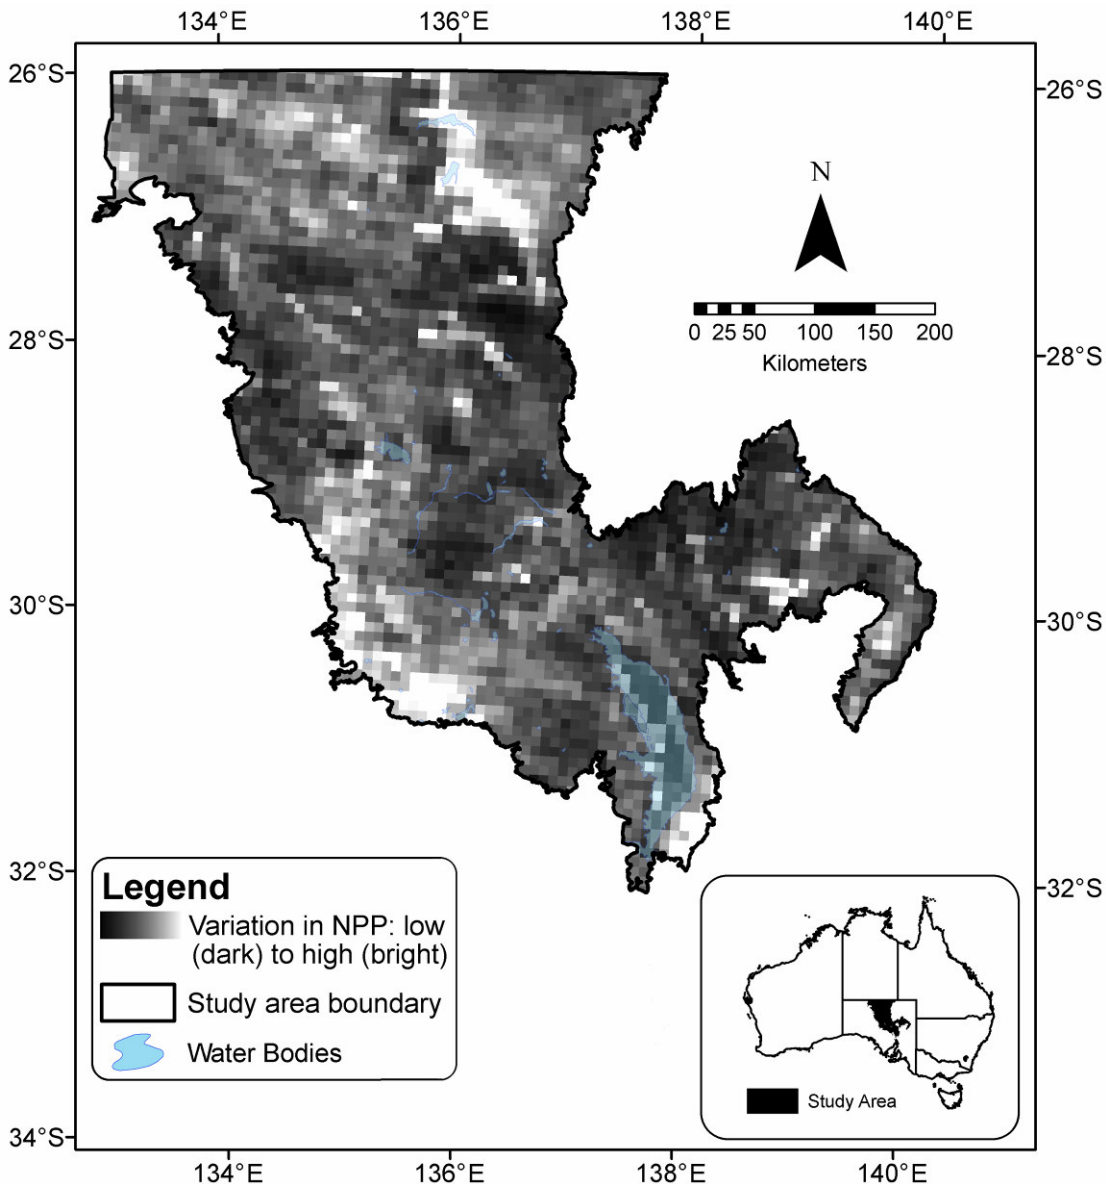 134°E 136°E 138°E 140°E
26°S 26°S
N
0 25 50 100 150 200
Kilometers
28°S 28°S
30°S 30°S
32°S 32°S
Legend
Variation in NPP: low
(dark) to high (bright)
Study area boundary
Water Bodies
Study Area
34°S
134°E 136°E 138°E 140°E